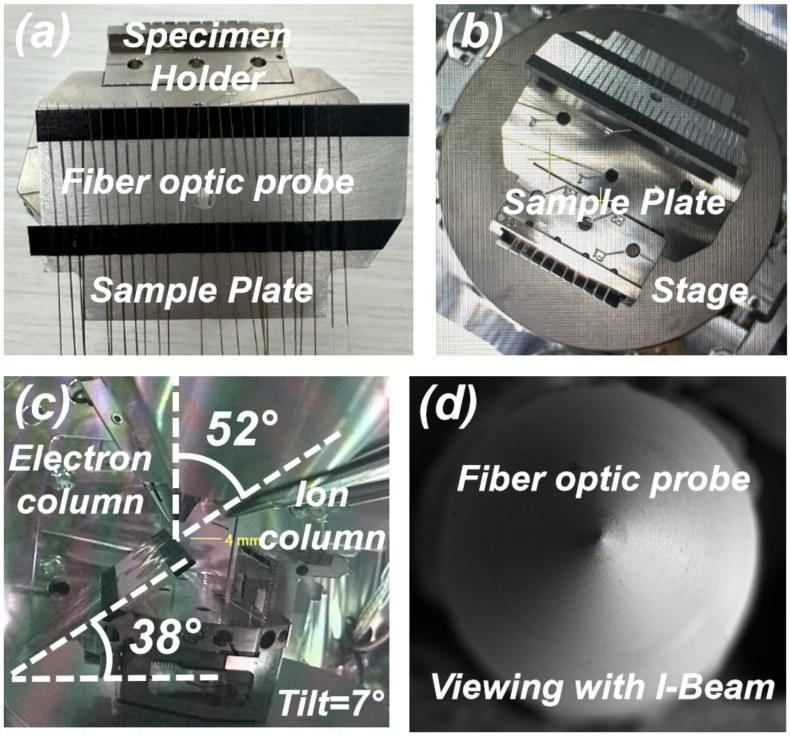 (a)
Specimen
Holder
Fiber optic probe
Sample Plate
(b)
Sample Plate
Stage
(c)
52°
Electron
column
Ion
column
4 mm
38°
Tilt=7°
(d)
Fiber optic probe
Viewing with I-Beam